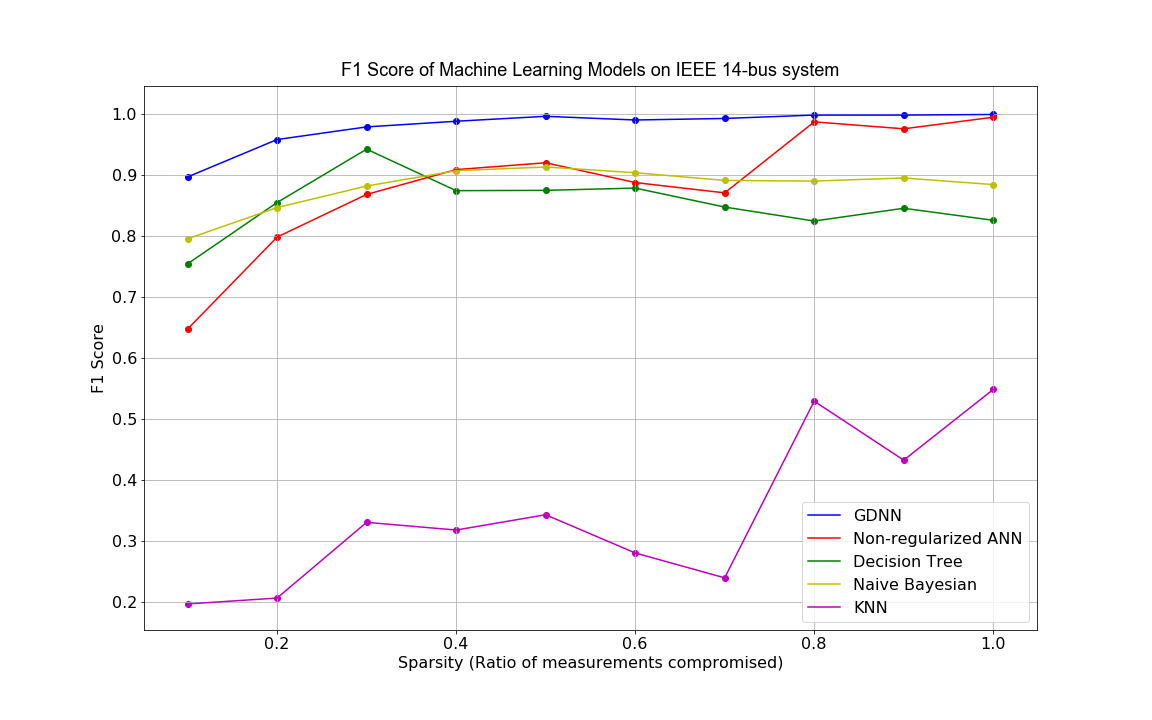 F1 Score of Machine Learning Models on IEEE 14-bus system
1.0
0.9
0.8
0.7
0.6
0.5
0.4
0.3
0.2
F1 Score
GDNN
Non-regularized ANN
Decision Tree
Naive Bayesian
KNN
0.2 0.4 0.6 0.8 1.0
Sparsity (Ratio of measurements compromised)